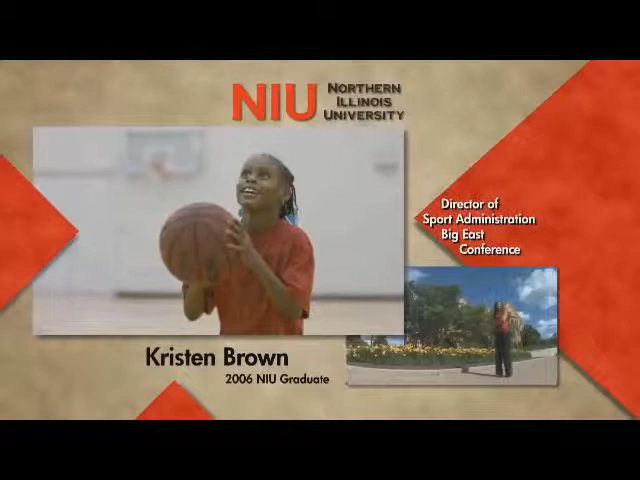 NIU
NORTHERN
ILLINOIS
UNIVERSITY
Director of
Sport Administration
Big East
Conference
Kristen Brown
2006 NIU Graduate